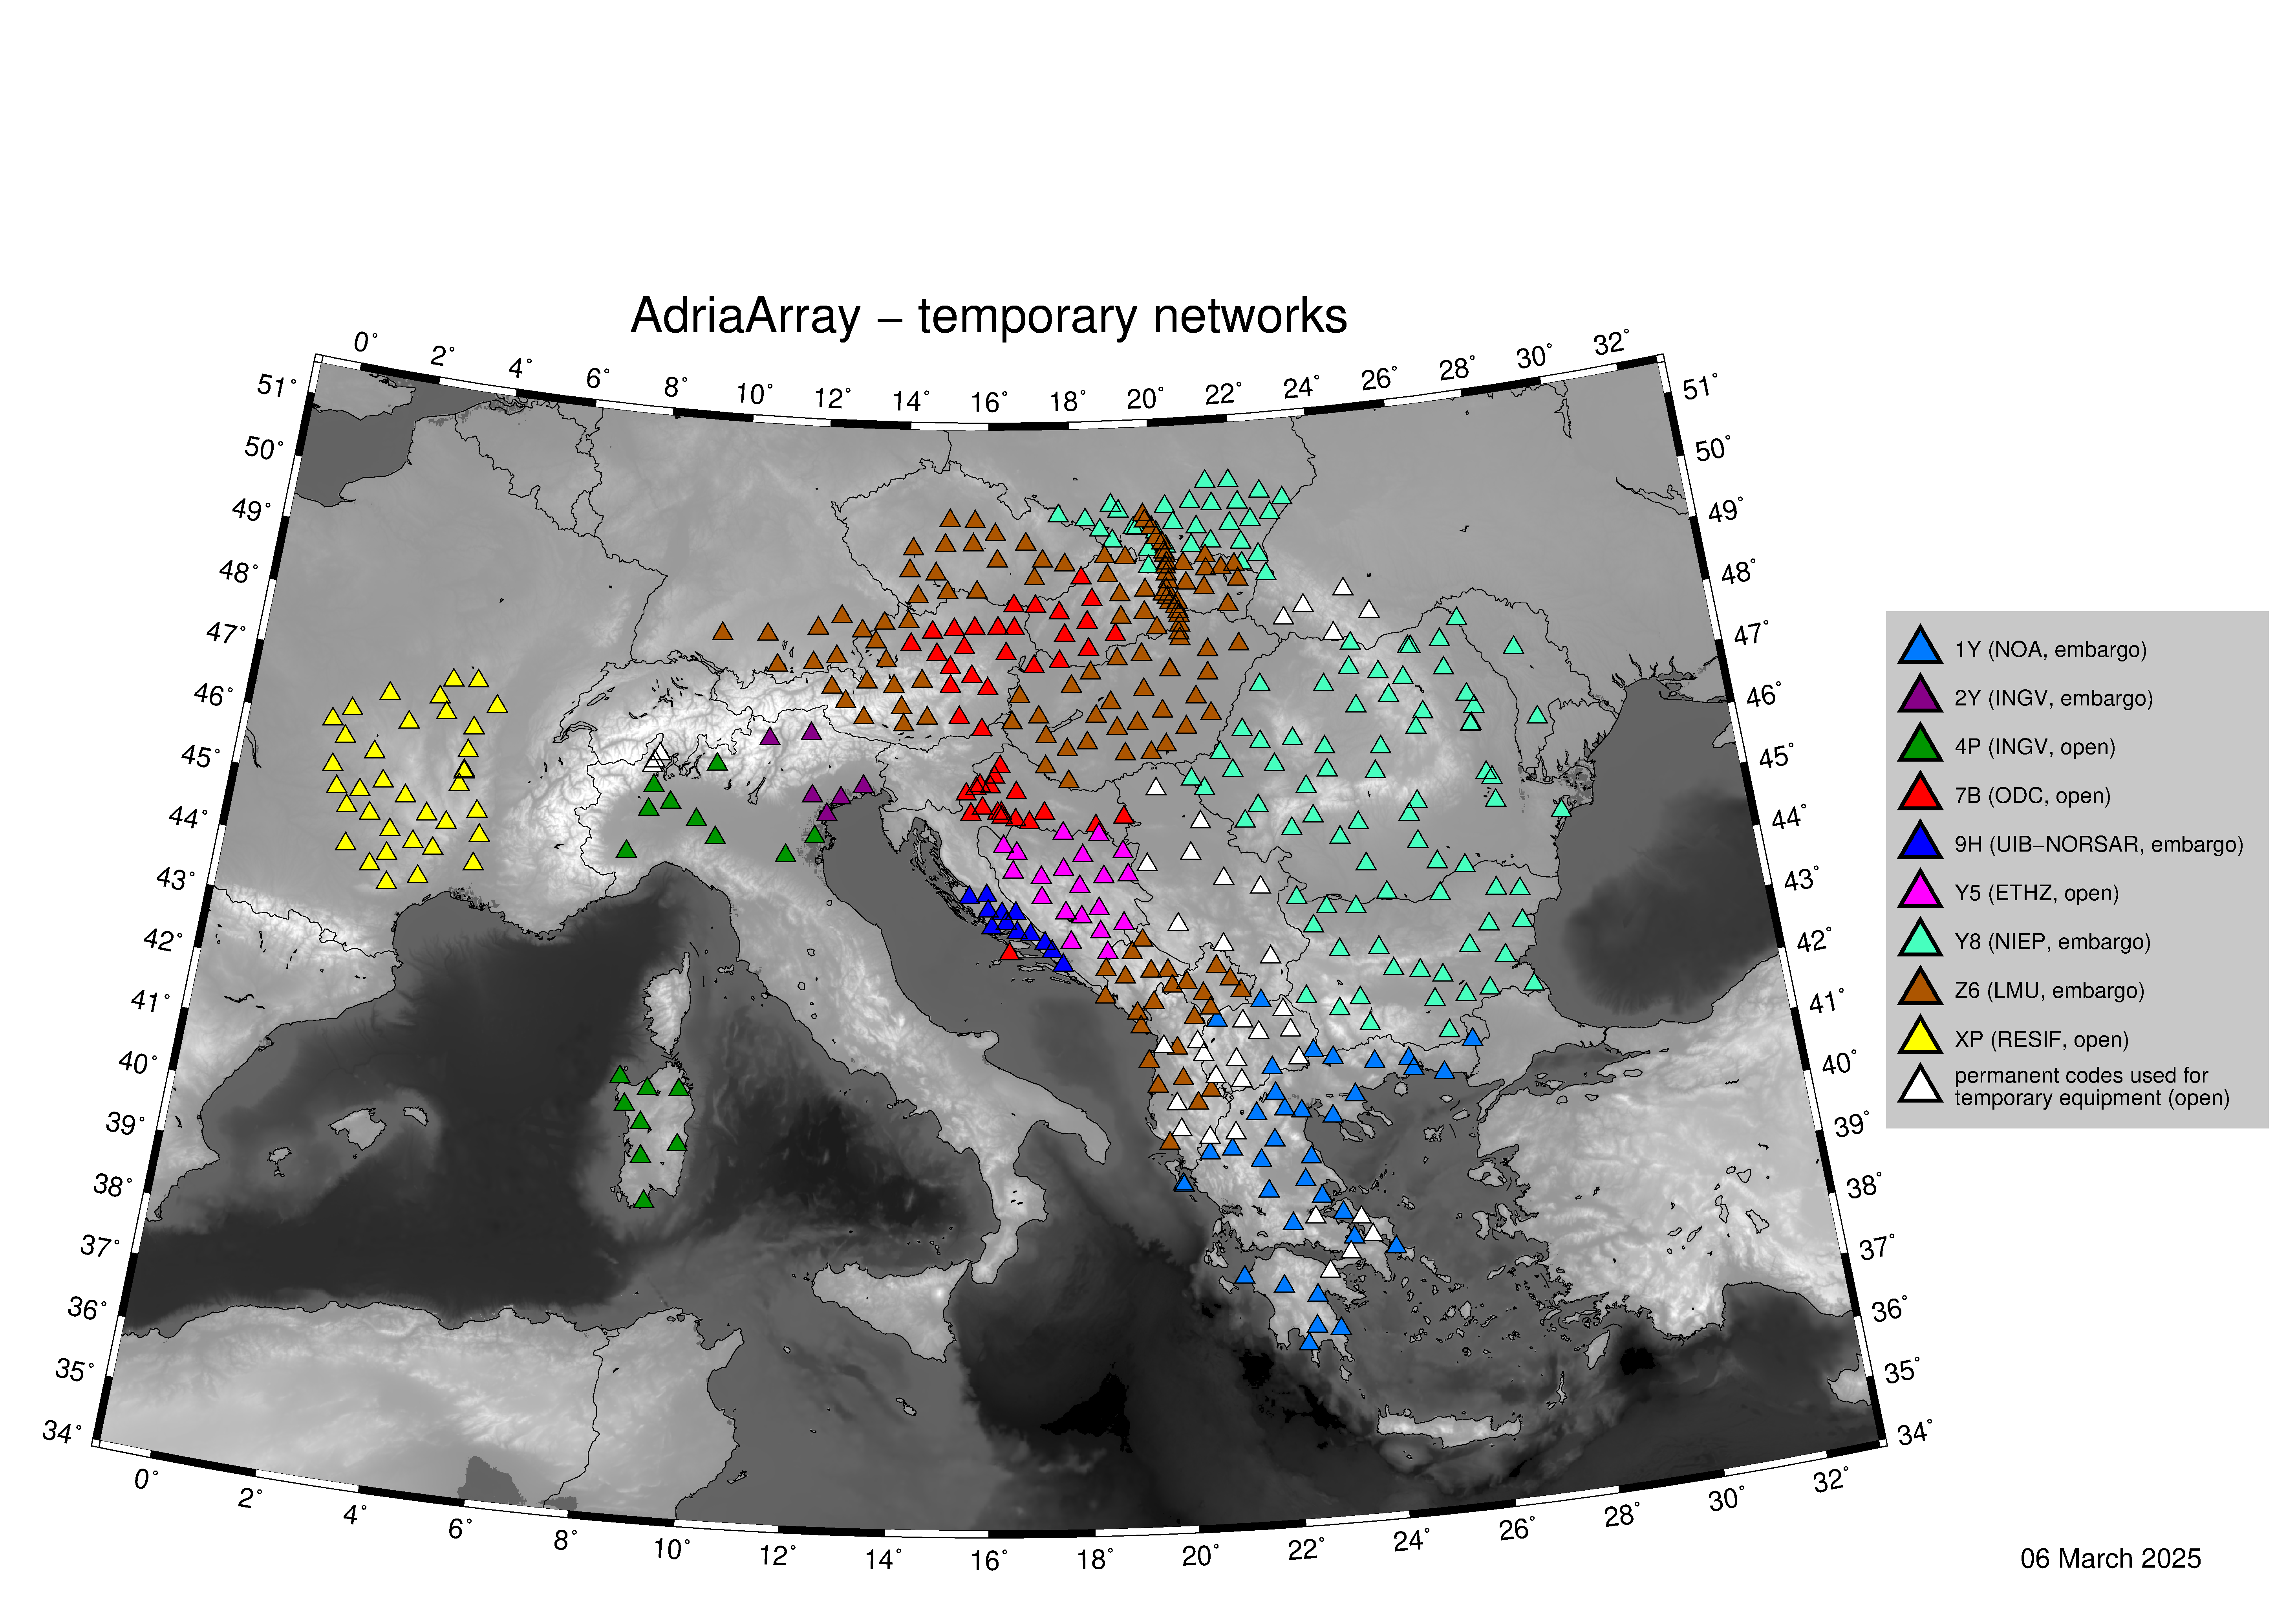 AdriaArray – temporary networks
0° 2° 4° 6° 8° 10° 12° 14° 16° 18° 20° 22° 24° 26° 28° 30° 32°
51° 51°
50° 50°
49° 49°
48° 48°
47° 47°
46° 46°
45° 45°
44° 44°
43° 43°
42° 42°
41° 41°
40° 40°
39° 39°
38° 38°
37° 37°
36° 36°
35° 35°
34° 34°
0° 2° 4° 6° 8° 10° 12° 14° 16° 18° 20° 22° 24° 26° 28° 30° 32°
1Y (NOA, embargo)
2Y (INGV, embargo)
4P (INGV, open)
7B (ODC, open)
9H (UIB–NORSAR, embargo)
Y5 (ETHZ, open)
Y8 (NIEP, embargo)
Z6 (LMU, embargo)
XP (RESIF, open)
permanent codes used for
temporary equipment (open)
06 March 2025